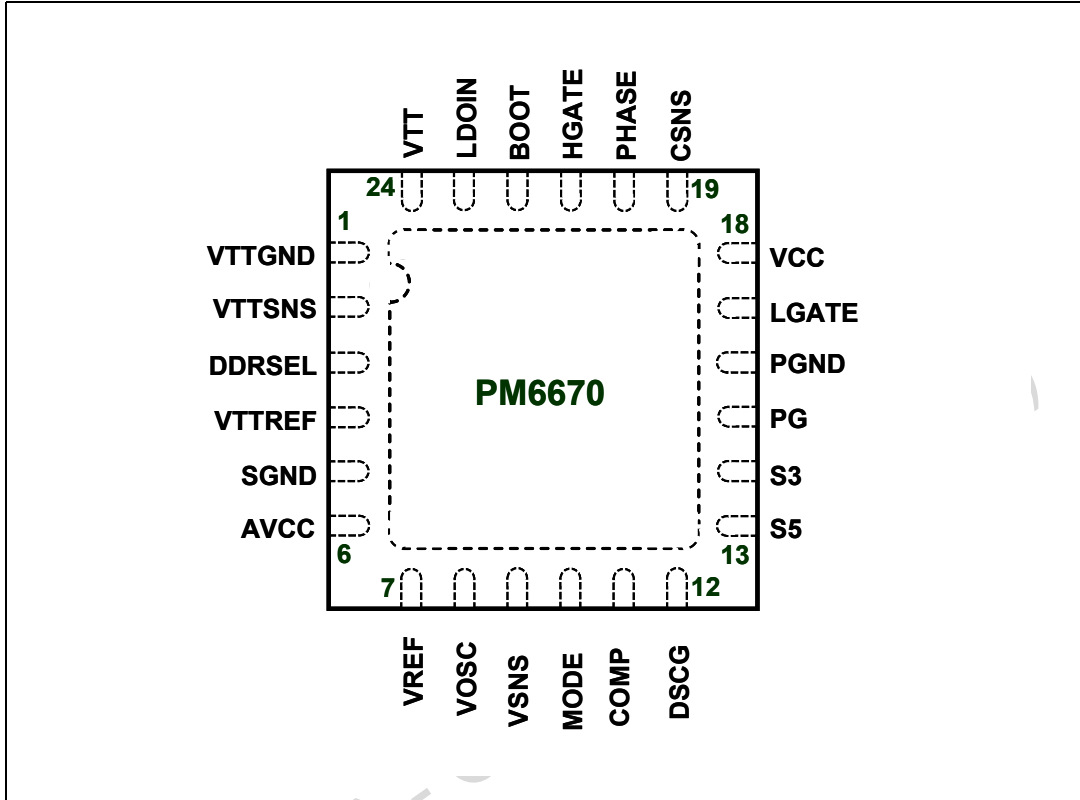 VTT
LDOIN
BOOT
HGATE
PHASE
CSNS
24
19
1
18
VTTGND
VCC
VTTSNS
LGATE
DDRSEL
PGND
PM6670
VTTREF
PG
SGND
S3
AVCC
S5
6
13
7
12
VREF
VOSC
VSNS
MODE
COMP
DSCG